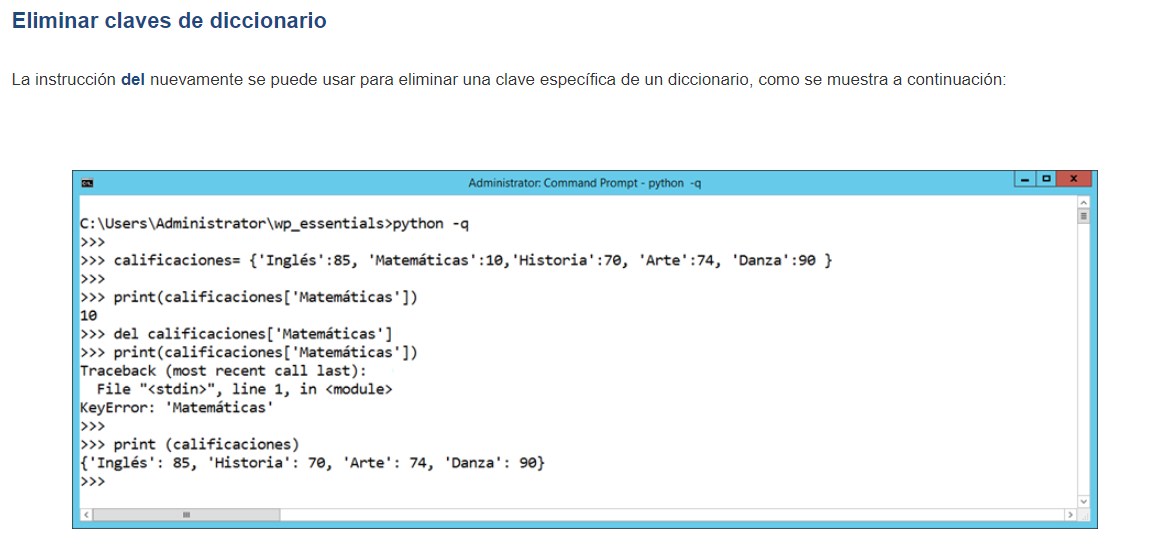 Eliminar claves de diccionario
La instrucción del nuevamente se puede usar para eliminar una clave específica de un diccionario, como se muestra a continuación:
Administrator: Command Prompt - python -q
C:\Users\Administrator\wp_essentials>python -q
>>>
>>> calificaciones= {'Inglés':85, 'Matemáticas':10,'Historia':70, 'Arte':74, 'Danza':90 }
>>>
>>> print(calificaciones['Matemáticas'])
10
>>> del calificaciones['Matemáticas']
>>> print(calificaciones['Matemáticas'])
Traceback (most recent call last):
  File "<stdin>", line 1, in <module>
KeyError: 'Matemáticas'
>>>
>>> print (calificaciones)
{'Inglés': 85, 'Historia': 70, 'Arte': 74, 'Danza': 90}
>>>